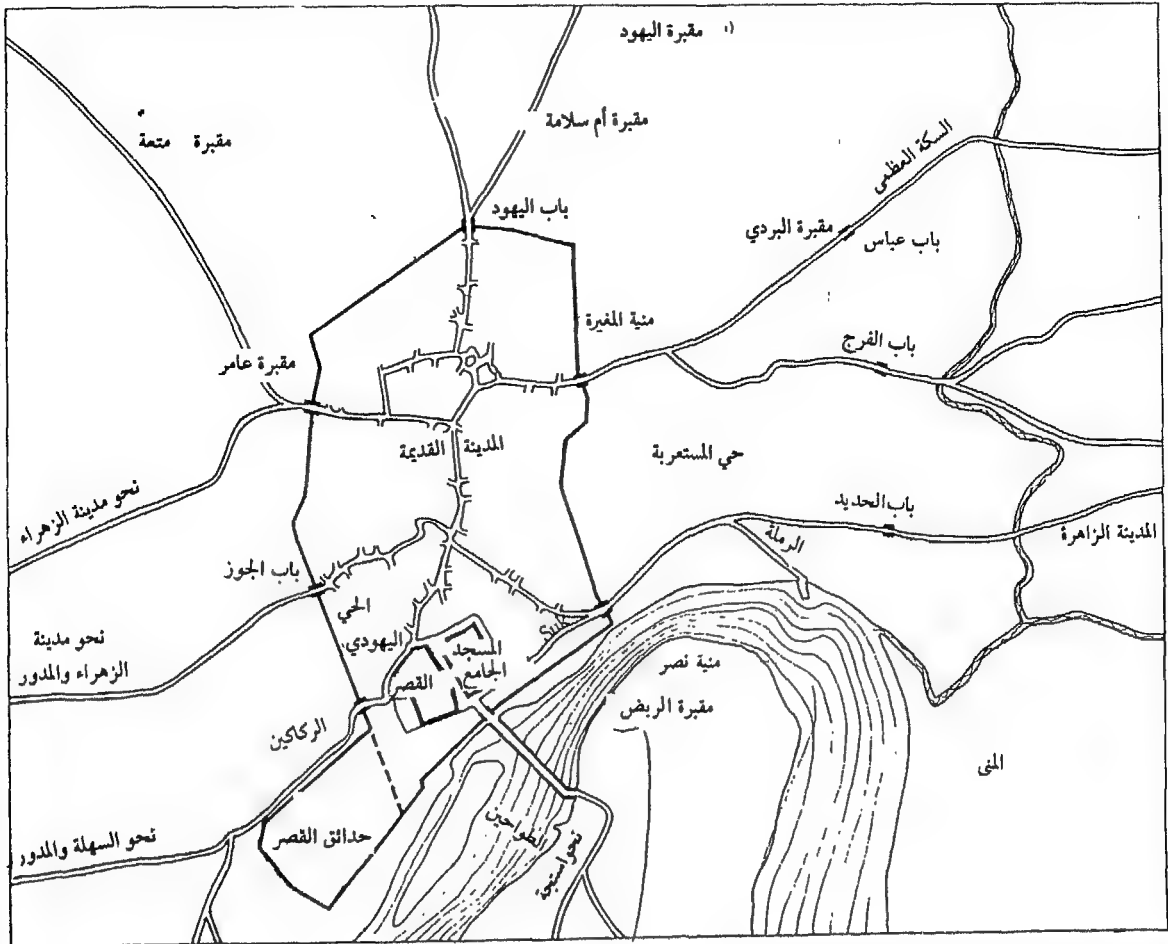 مقبرة اليهود
مقبرة أم سلامة
مقبرة متعة
السكة العظمى
باب اليهود
مقبرة البردي
باب عباس
منية المغيرة
باب الفرج
مقبرة عامر
المدينة القديمة
حي المستعربة
نحو مدينة الزهراء
باب الحديد
المدينة الزاهرة
الرملة
باب الجوز
الحي
اليهودي
Suk
المسجد
الجامع
القصر
نحو مدينة
الزهراء والمدور
منية نصر
مقبرة الربض
الركاكين
المنى
نحو السهلة والمدور
حدائق القصر
الطواحين
نحو استجة